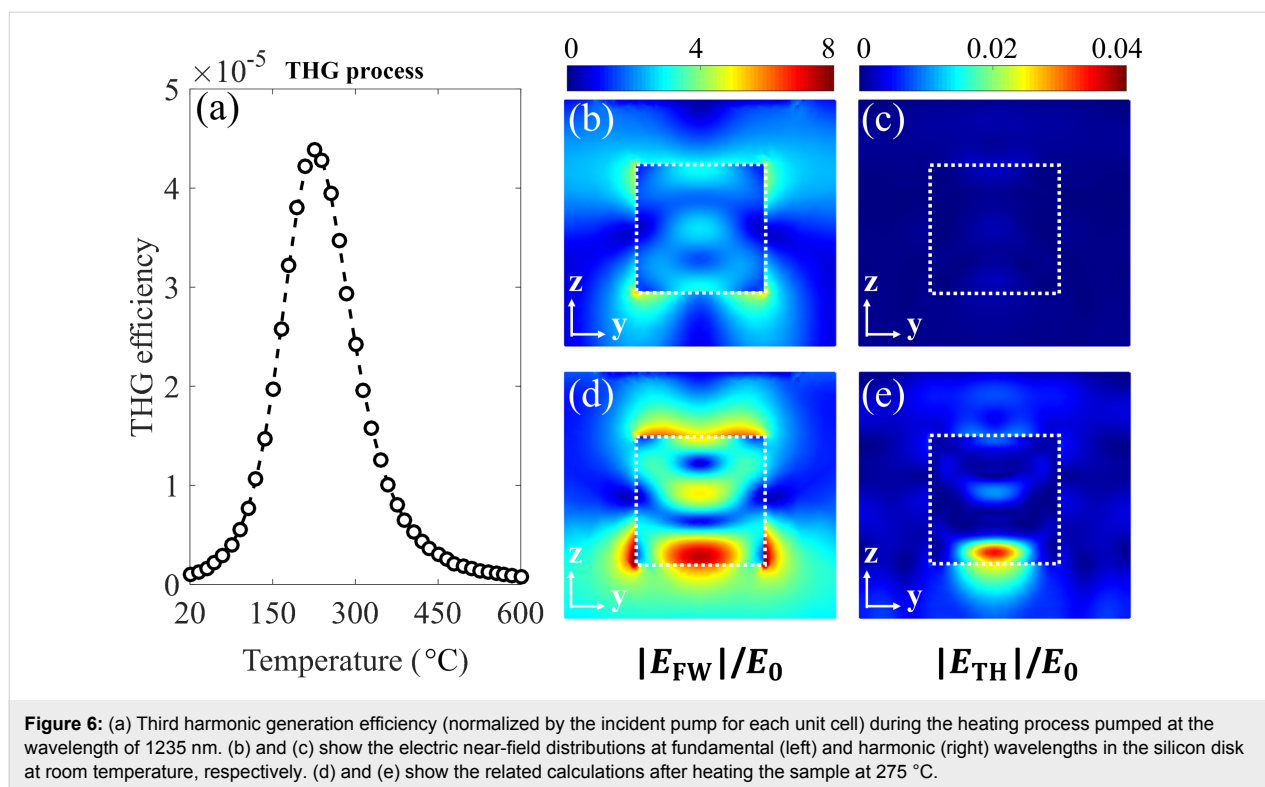 ×10⁻⁵ THG process
(a)
5
4
3
2
1
0
THG efficiency
20 150 300 450 600
Temperature (°C)
0 4 8
0 0.02 0.04
(b)
z
y
(c)
z
y
(d)
z
y
(e)
z
y
|E_FW|/E_0
|E_TH|/E_0
Figure 6: (a) Third harmonic generation efficiency (normalized by the incident pump for each unit cell) during the heating process pumped at the
wavelength of 1235 nm. (b) and (c) show the electric near-field distributions at fundamental (left) and harmonic (right) wavelengths in the silicon disk
at room temperature, respectively. (d) and (e) show the related calculations after heating the sample at 275 °C.